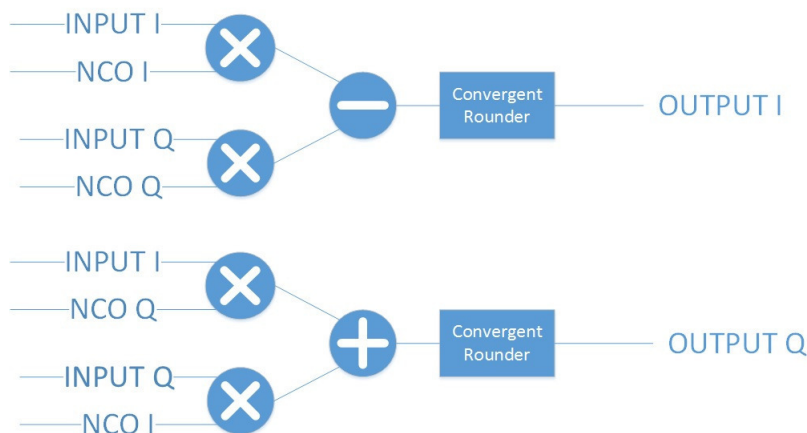 INPUT I
NCO I
INPUT Q
NCO Q
Convergent
Rounder
OUTPUT I
INPUT I
NCO Q
INPUT Q
NCO I
Convergent
Rounder
OUTPUT Q